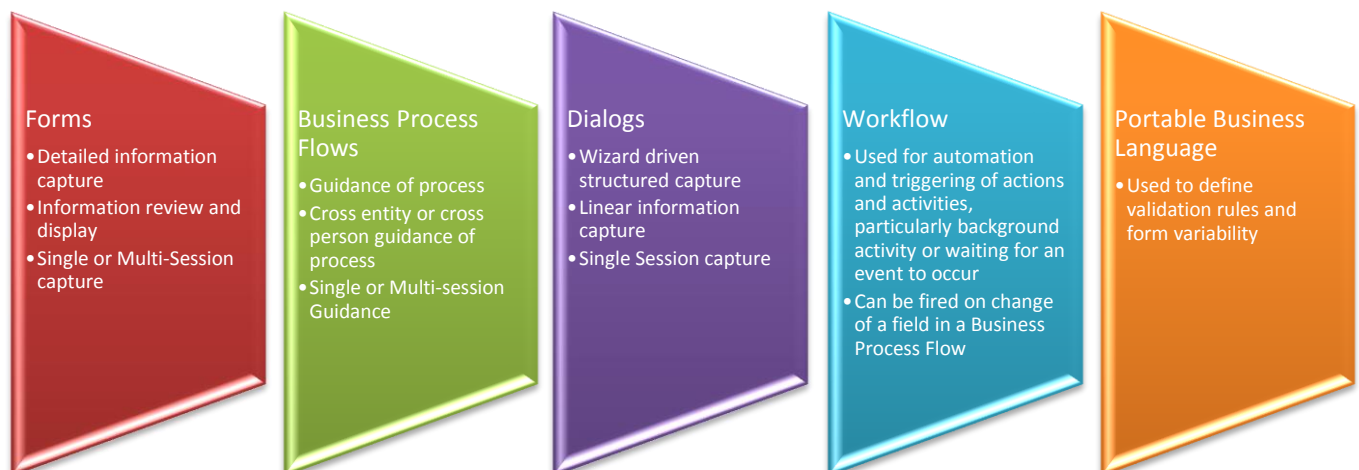 Forms
•Detailed information
capture
•Information review and
display
•Single or Multi-Session
capture
Business Process
Flows
•Guidance of process
•Cross entity or cross
person guidance of
process
•Single or Multi-session
Guidance
Dialogs
•Wizard driven
structured capture
•Linear information
capture
•Single Session capture
Workflow
•Used for automation
and triggering of actions
and activities,
particularly background
activity or waiting for an
event to occur
•Can be fired on change
of a field in a Business
Process Flow
Portable Business
Language
•Used to define
validation rules and
form variability